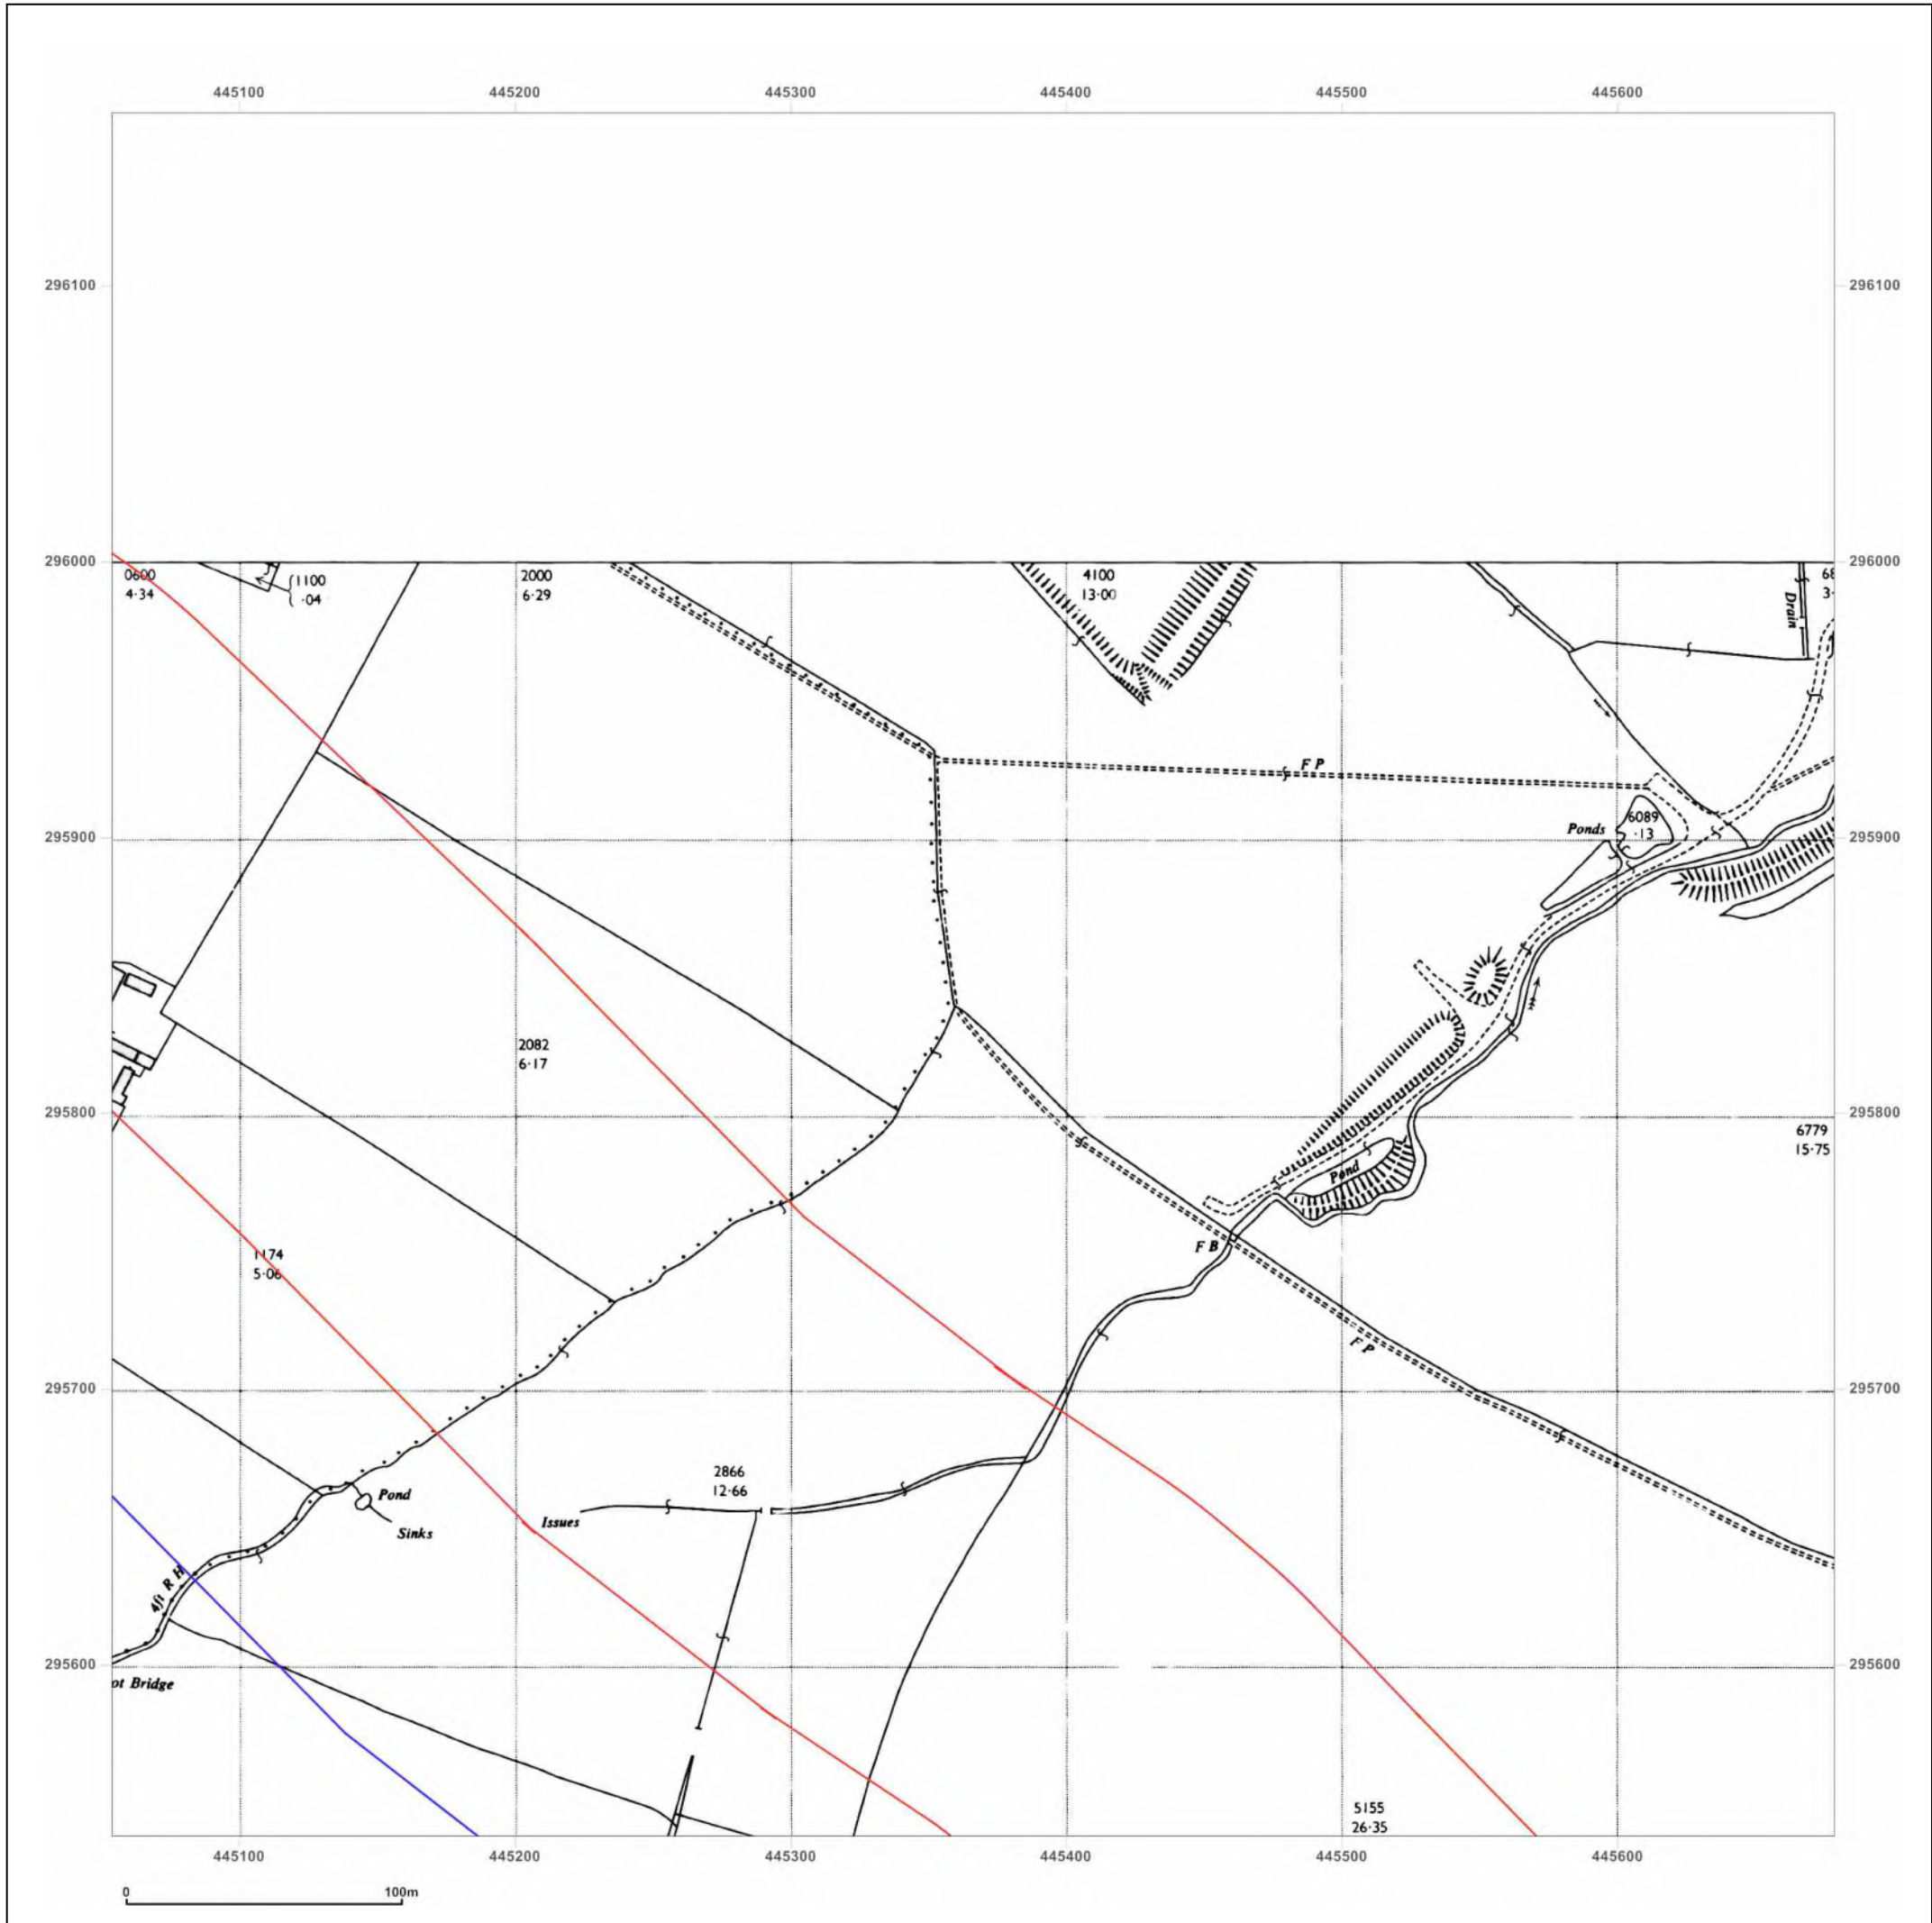 445100 445200 445300 445400 445500 445600
296100 296100
296000 296000
0600
4·34
1100
·04
2000
6·29
4100
13·00
68
3·
Drain
F P
Ponds
6089
·13
295900 295900
2082
6·17
295800 295800
6779
15·75
Pond
F B
1174
5·06
F P
295700 295700
2866
12·66
Pond
Issues
Sinks
4ft R H
295600 295600
ot Bridge
5155
26·35
445100 445200 445300 445400 445500 445600
0 100m